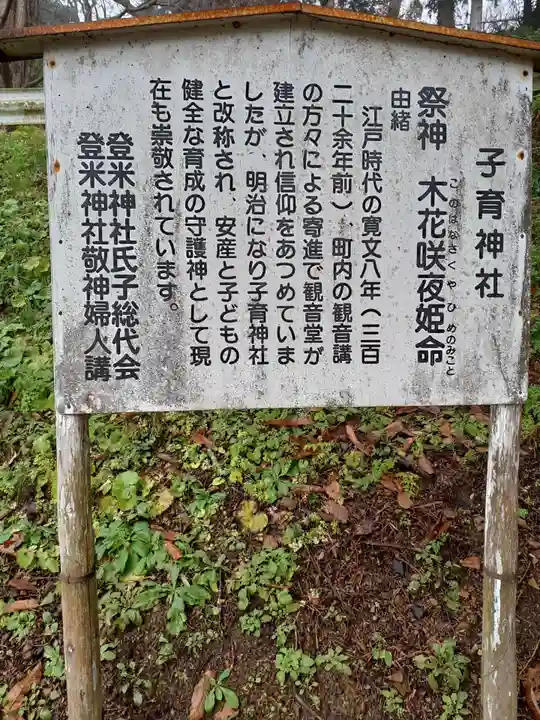 子育神社
祭神 木花咲夜姫命
このはなさくやひめのみこと
由緒
江戸時代の寛文八年（三百
二十余年前）、町内の観音講
の方々による寄進で観音堂が
建立され信仰をあつめていま
したが、明治になり子育神社
と改称され、安産と子どもの
健全な育成の守護神として現
在も崇敬されています。
登米神社氏子総代会
登米神社敬神婦人講